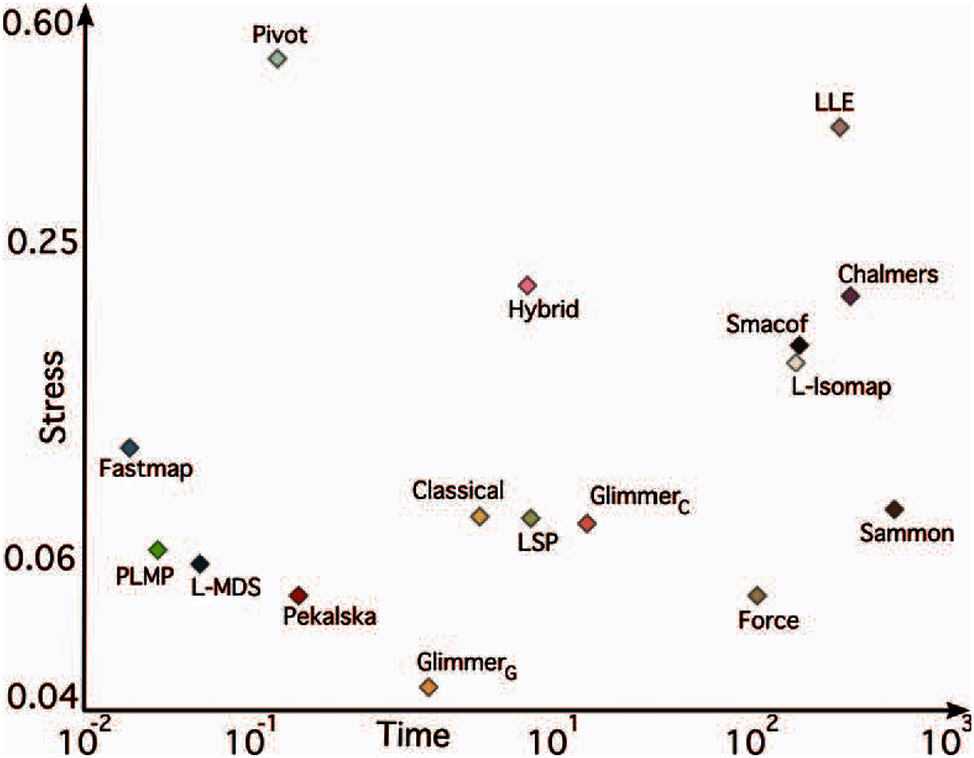 0.60
Pivot
LLE
0.25
Chalmers
Hybrid
Smacof
L-Isomap
Stress
Fastmap
Classical
GlimmerC
LSP
Sammon
0.06
PLMP
L-MDS
Pekalska
Force
GlimmerG
0.04
10-2
10-1
Time
101
102
103